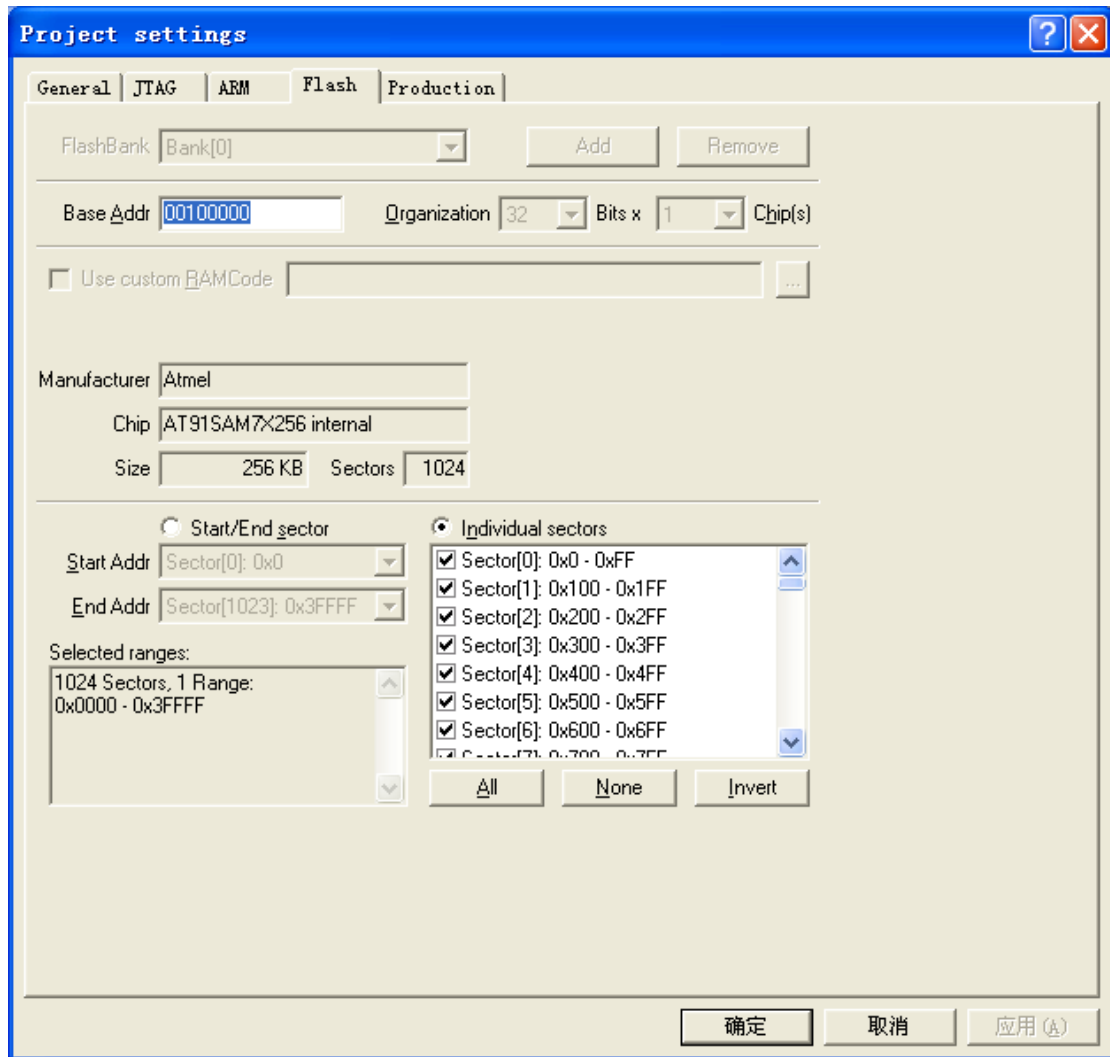 Project settings
General JTAG ARM Flash Production
FlashBank Bank[0] Add Remove
Base Addr 00100000 Organization 32 Bits x 1 Chip(s)
Use custom RAMCode ...
Manufacturer Atmel
Chip AT91SAM7X256 internal
Size 256 KB Sectors 1024
Start/End sector
Start Addr Sector[0]: 0x0
End Addr Sector[1023]: 0x3FFFF
Selected ranges:
1024 Sectors, 1 Range:
0x0000 - 0x3FFFF
Individual sectors
Sector[0]: 0x0 - 0xFF
Sector[1]: 0x100 - 0x1FF
Sector[2]: 0x200 - 0x2FF
Sector[3]: 0x300 - 0x3FF
Sector[4]: 0x400 - 0x4FF
Sector[5]: 0x500 - 0x5FF
Sector[6]: 0x600 - 0x6FF
Sector[7]: 0x700 - 0x7FF
All None Invert
确定 取消 应用(A)